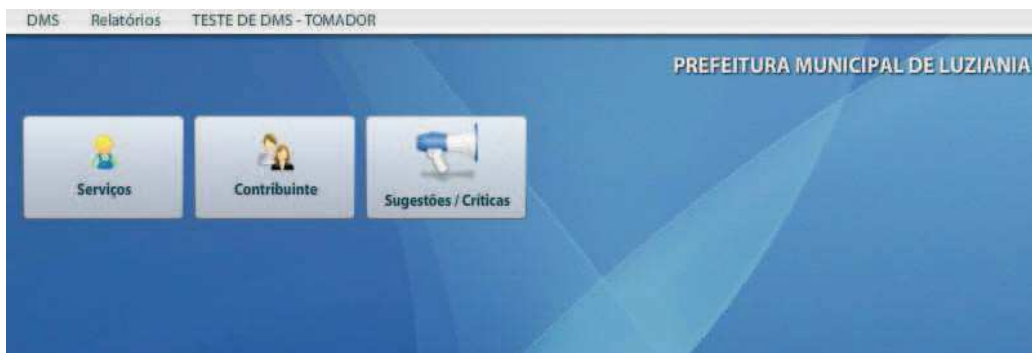 DMS Relatórios TESTE DE DMS - TOMADOR
PREFEITURA MUNICIPAL DE LUZIANIA
Serviços Contribuinte Sugestões / Críticas